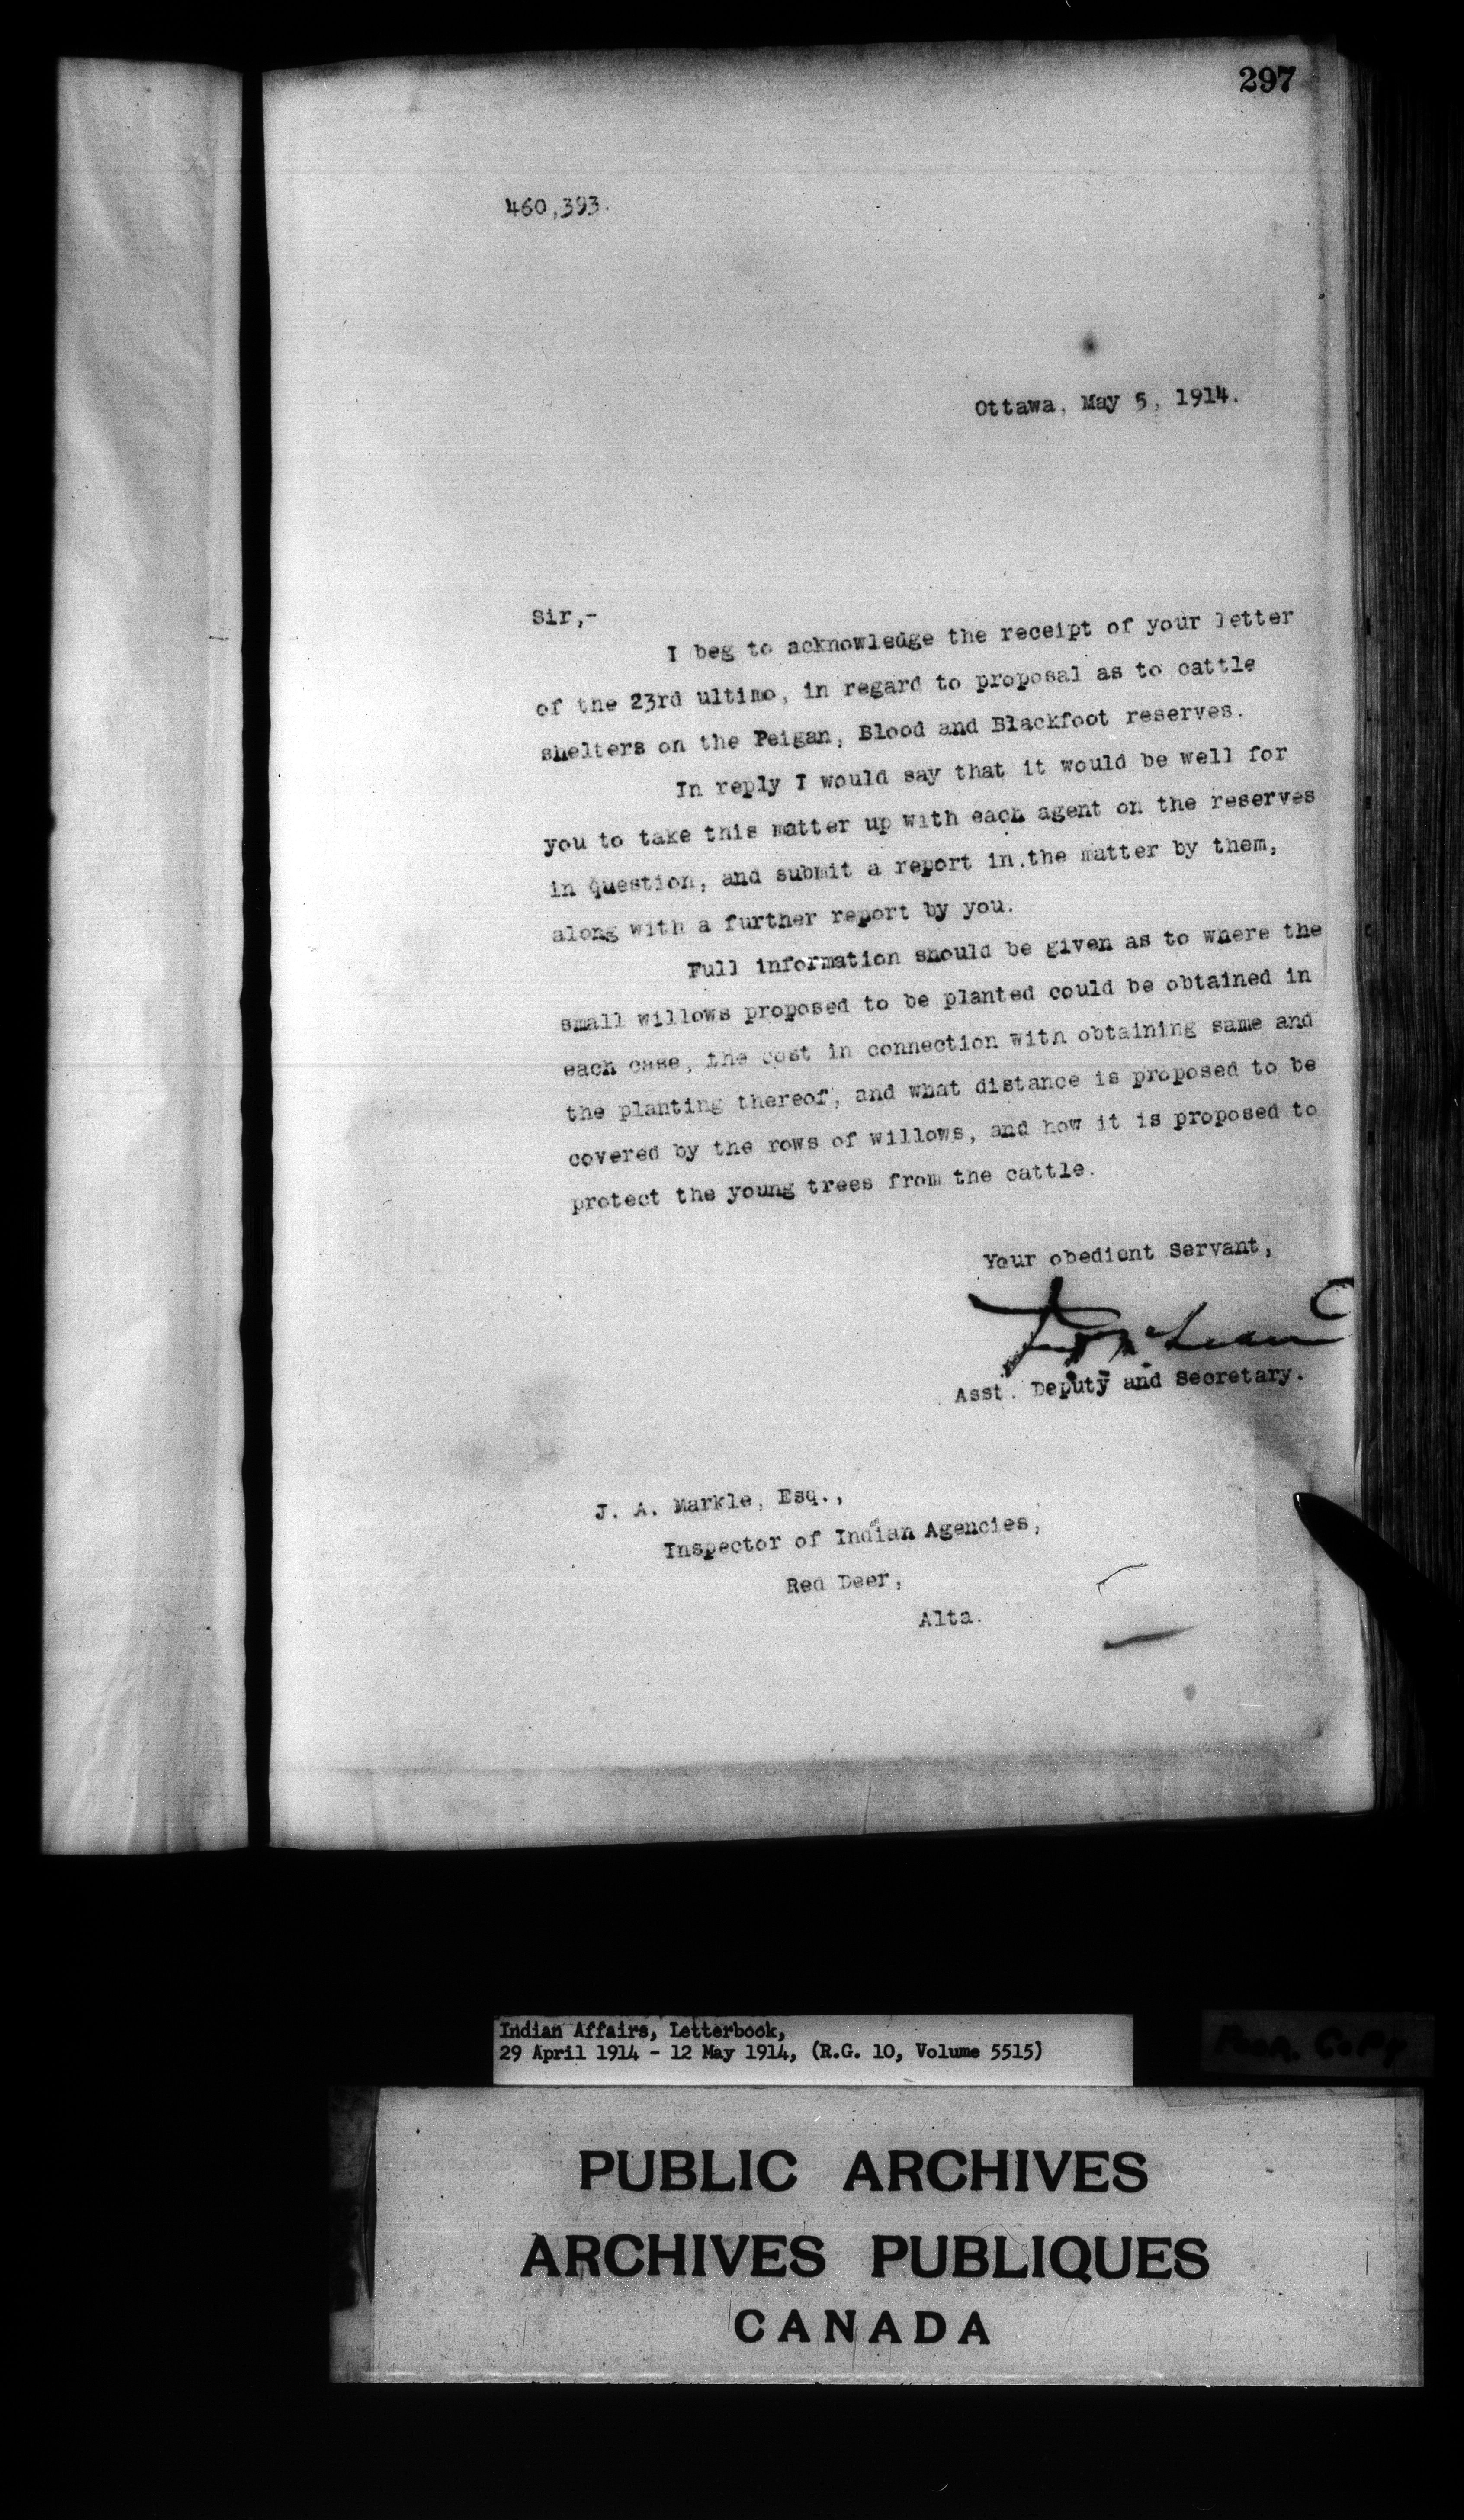 297
460,393.
Ottawa, May 5, 1914.
Sir,-
I beg to acknowledge the receipt of your letter
of the 23rd ultimo, in regard to proposal as to cattle
shelters on the Peigan, Blood and Blackfoot reserves.
In reply I would say that it would be well for
you to take this matter up with each agent on the reserves
in question, and submit a report in the matter by them,
along with a further report by you.
Full information should be given as to where the
small willows proposed to be planted could be obtained in
each case, the cost in connection with obtaining same and
the planting thereof, and what distance is proposed to be
covered by the rows of willows, and how it is proposed to
protect the young trees from the cattle.
Your obedient Servant,
McLean
Asst. Deputy and Secretary.
J. A. Markle, Esq.,
Inspector of Indian Agencies,
Red Deer,
Alta.
Indian Affairs, Letterbook,
29 April 1914 - 12 May 1914, (R.G. 10, Volume 5515)
Copy
PUBLIC ARCHIVES
ARCHIVES PUBLIQUES
CANADA